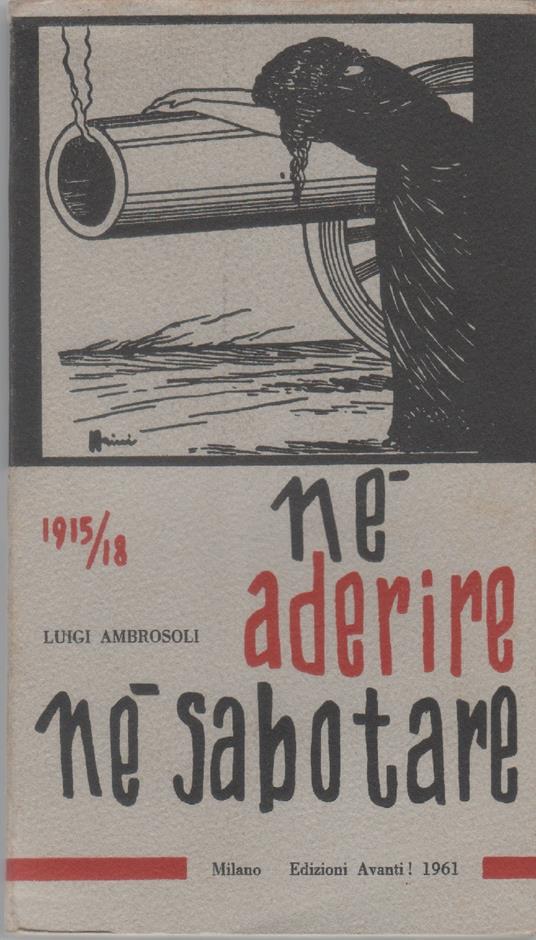 né
1915/18
aderire
LUIGI AMBROSOLI
né sabotare
Milano Edizioni Avanti! 1961